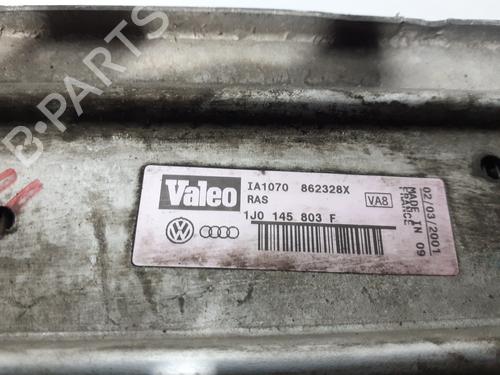 B-PARTS
Valeo
IA1070 862328X
RAS
VA8
1J0 145 803 F
02/03/2001
MADE IN 09
FRANCE